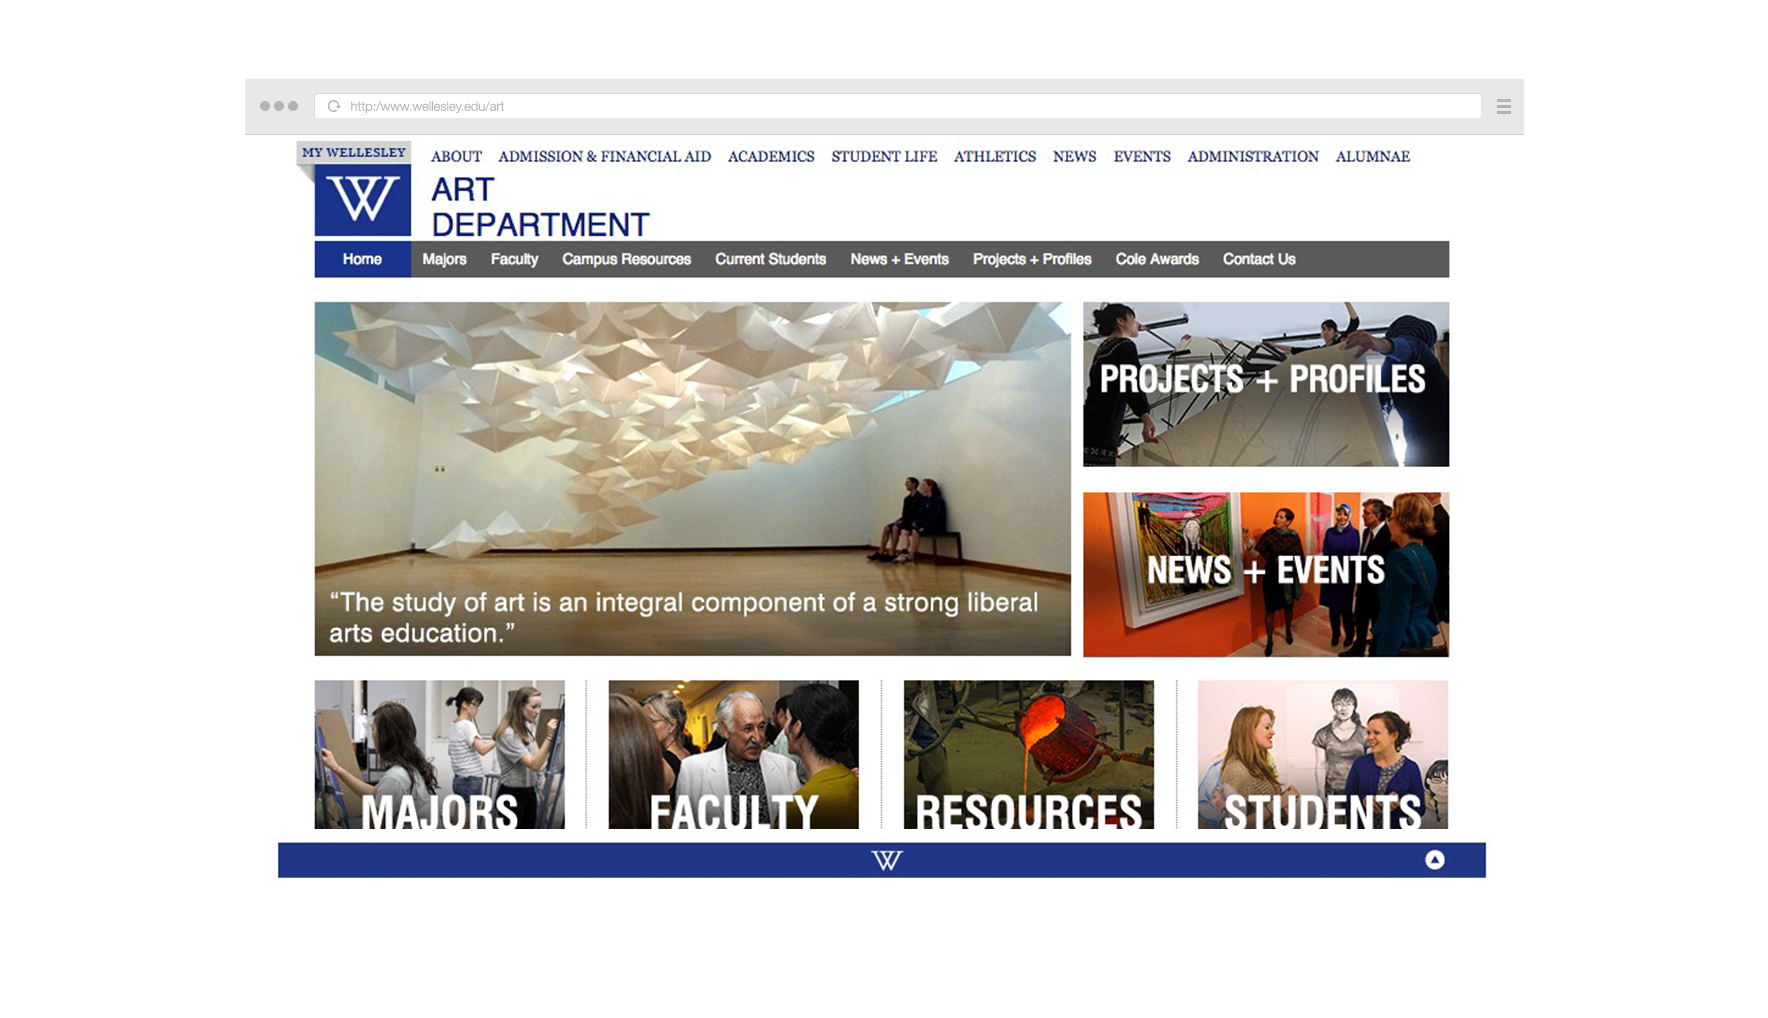 http:/www.wellesley.edu/art
MY WELLESLEY
ABOUT ADMISSION & FINANCIAL AID ACADEMICS STUDENT LIFE ATHLETICS NEWS EVENTS ADMINISTRATION ALUMNAE
W
ART
DEPARTMENT
Home Majors Faculty Campus Resources Current Students News + Events Projects + Profiles Cole Awards Contact Us
PROJECTS + PROFILES
NEWS + EVENTS
“The study of art is an integral component of a strong liberal
arts education.”
MAJORS FACULTY RESOURCES STUDENTS
W